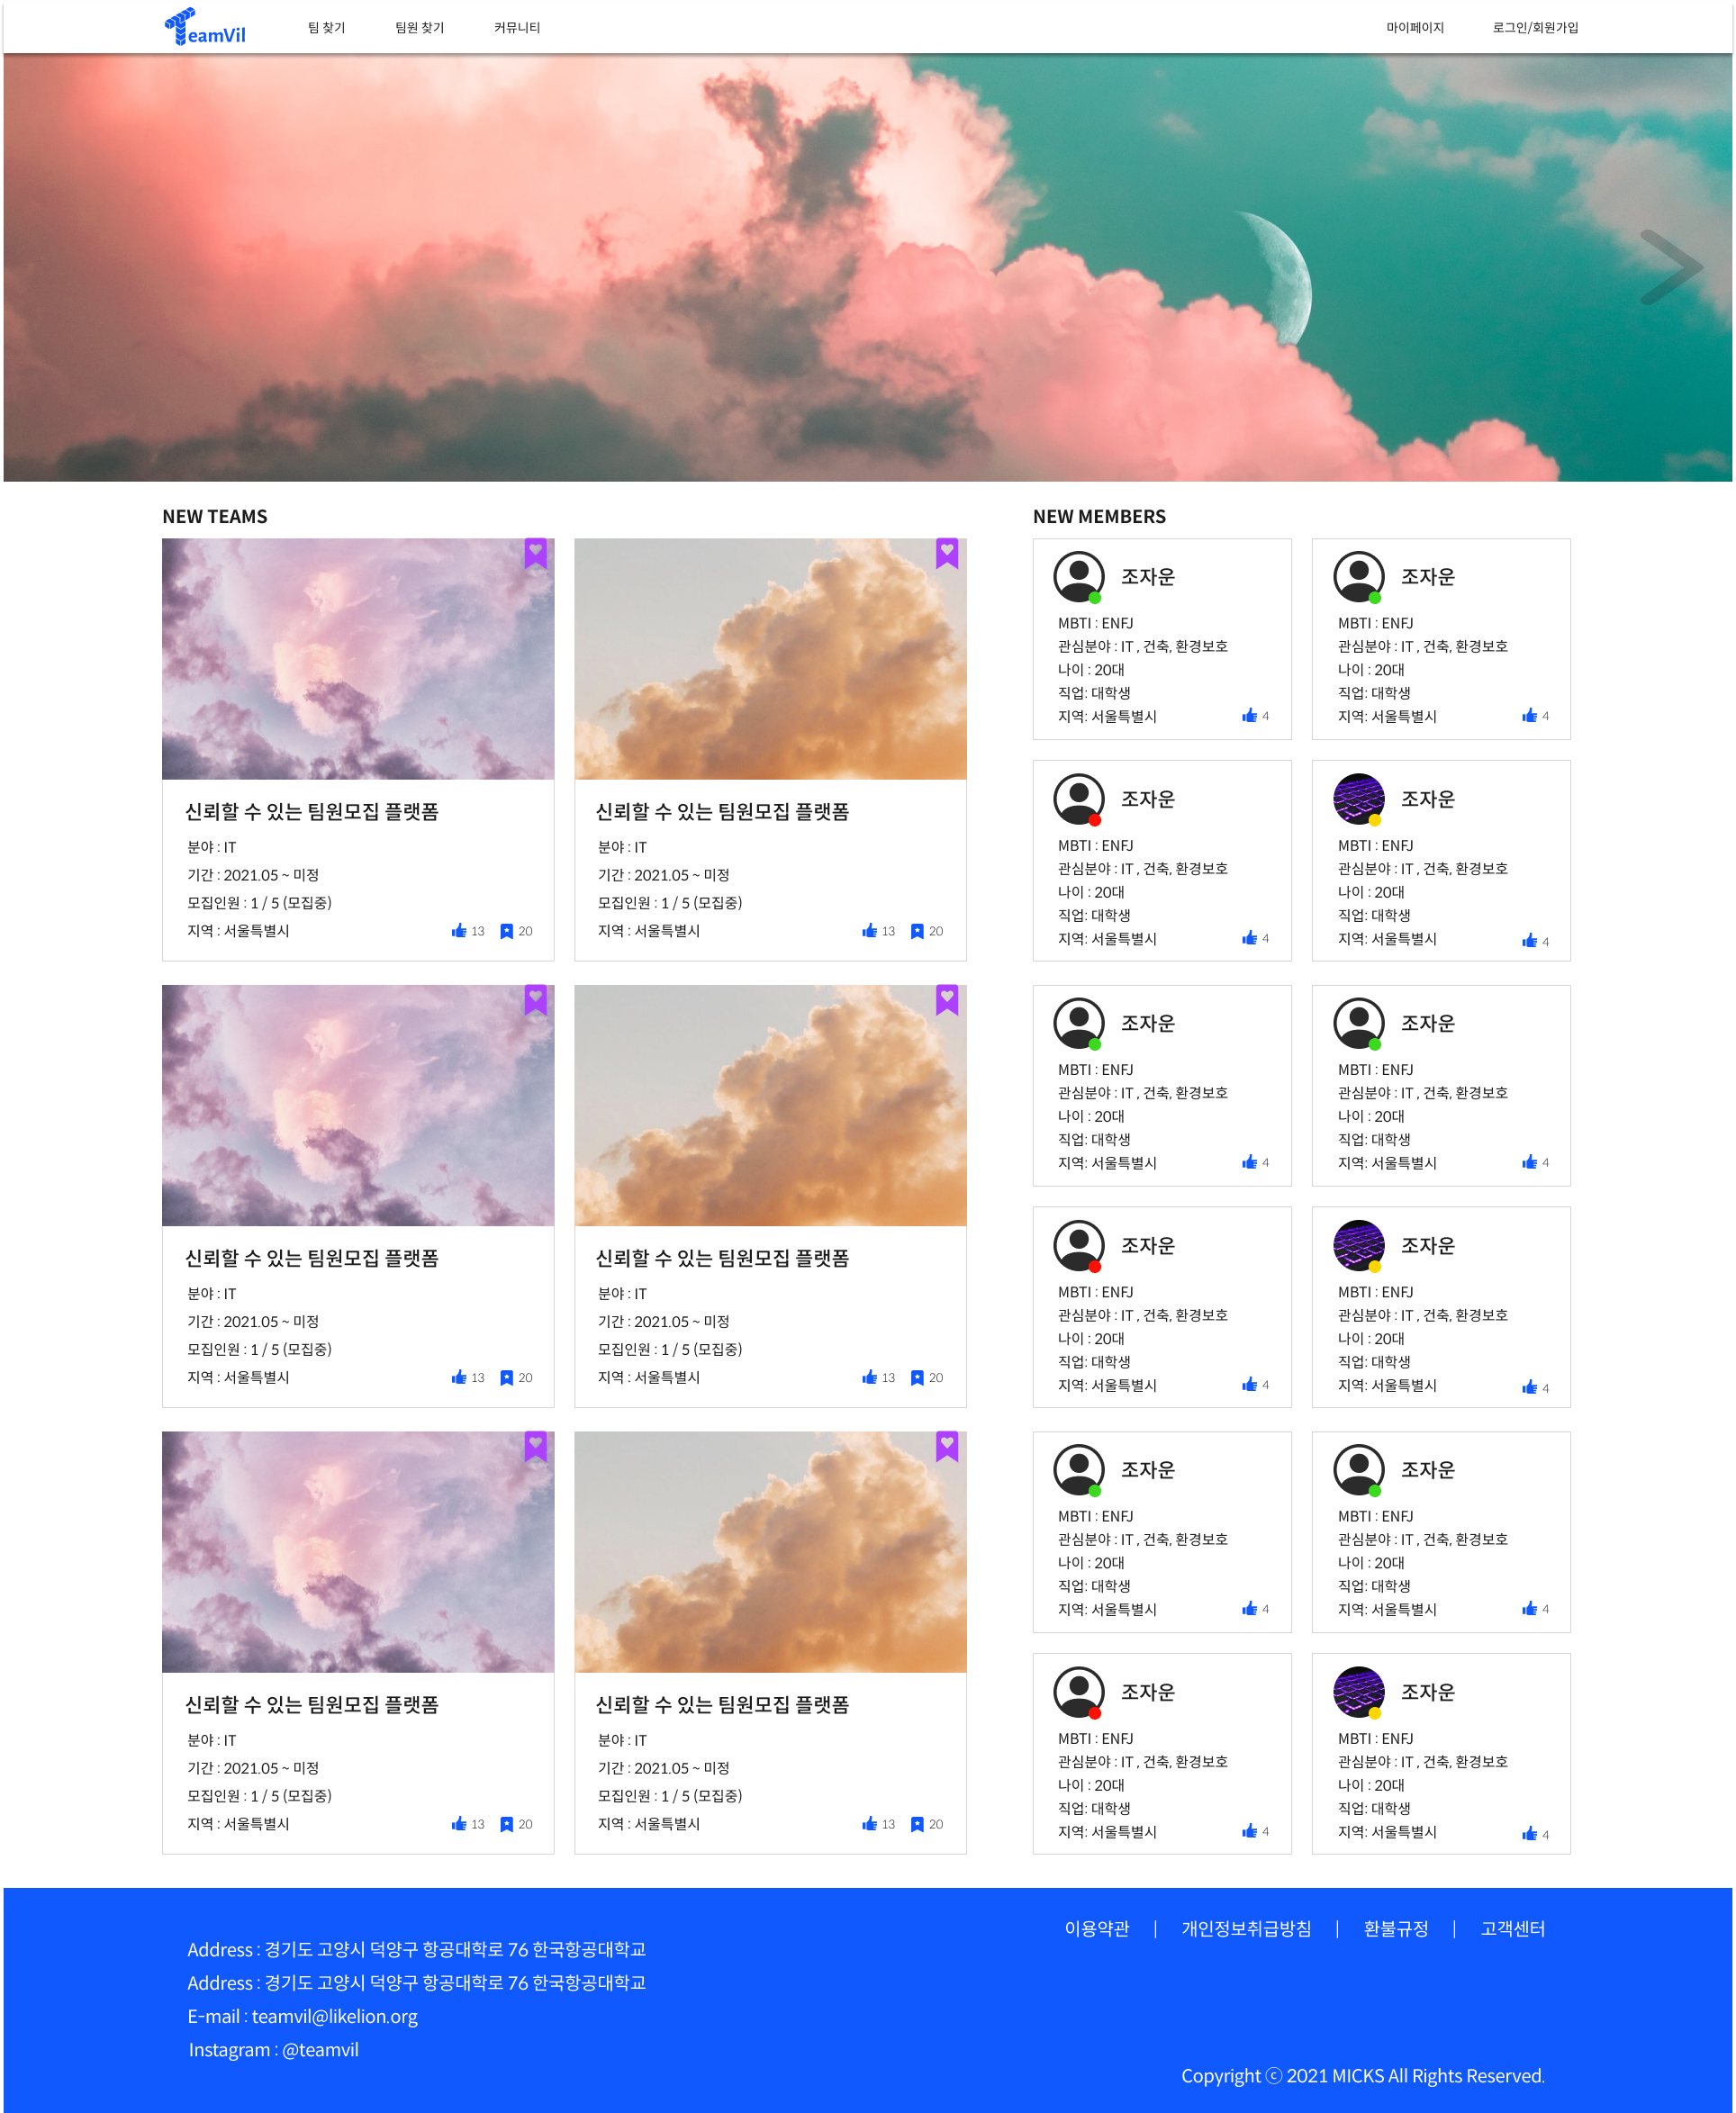 TeamVil
팀 찾기
팀원 찾기
커뮤니티
마이페이지
로그인/회원가입
NEW TEAMS
신뢰할 수 있는 팀원모집 플랫폼
분야 : IT
기간 : 2021.05 ~ 미정
모집인원 : 1 / 5 (모집중)
지역 : 서울특별시
13 20
신뢰할 수 있는 팀원모집 플랫폼
분야 : IT
기간 : 2021.05 ~ 미정
모집인원 : 1 / 5 (모집중)
지역 : 서울특별시
13 20
신뢰할 수 있는 팀원모집 플랫폼
분야 : IT
기간 : 2021.05 ~ 미정
모집인원 : 1 / 5 (모집중)
지역 : 서울특별시
13 20
신뢰할 수 있는 팀원모집 플랫폼
분야 : IT
기간 : 2021.05 ~ 미정
모집인원 : 1 / 5 (모집중)
지역 : 서울특별시
13 20
신뢰할 수 있는 팀원모집 플랫폼
분야 : IT
기간 : 2021.05 ~ 미정
모집인원 : 1 / 5 (모집중)
지역 : 서울특별시
13 20
신뢰할 수 있는 팀원모집 플랫폼
분야 : IT
기간 : 2021.05 ~ 미정
모집인원 : 1 / 5 (모집중)
지역 : 서울특별시
13 20
NEW MEMBERS
조자운
MBTI : ENFJ
관심분야 : IT , 건축, 환경보호
나이 : 20대
직업: 대학생
지역: 서울특별시
4
조자운
MBTI : ENFJ
관심분야 : IT , 건축, 환경보호
나이 : 20대
직업: 대학생
지역: 서울특별시
4
조자운
MBTI : ENFJ
관심분야 : IT , 건축, 환경보호
나이 : 20대
직업: 대학생
지역: 서울특별시
4
조자운
MBTI : ENFJ
관심분야 : IT , 건축, 환경보호
나이 : 20대
직업: 대학생
지역: 서울특별시
4
조자운
MBTI : ENFJ
관심분야 : IT , 건축, 환경보호
나이 : 20대
직업: 대학생
지역: 서울특별시
4
조자운
MBTI : ENFJ
관심분야 : IT , 건축, 환경보호
나이 : 20대
직업: 대학생
지역: 서울특별시
4
조자운
MBTI : ENFJ
관심분야 : IT , 건축, 환경보호
나이 : 20대
직업: 대학생
지역: 서울특별시
4
조자운
MBTI : ENFJ
관심분야 : IT , 건축, 환경보호
나이 : 20대
직업: 대학생
지역: 서울특별시
4
조자운
MBTI : ENFJ
관심분야 : IT , 건축, 환경보호
나이 : 20대
직업: 대학생
지역: 서울특별시
4
조자운
MBTI : ENFJ
관심분야 : IT , 건축, 환경보호
나이 : 20대
직업: 대학생
지역: 서울특별시
4
조자운
MBTI : ENFJ
관심분야 : IT , 건축, 환경보호
나이 : 20대
직업: 대학생
지역: 서울특별시
4
조자운
MBTI : ENFJ
관심분야 : IT , 건축, 환경보호
나이 : 20대
직업: 대학생
지역: 서울특별시
4
Address : 경기도 고양시 덕양구 항공대학로 76 한국항공대학교
Address : 경기도 고양시 덕양구 항공대학로 76 한국항공대학교
E-mail : teamvil@likelion.org
Instagram : @teamvil
이용약관 | 개인정보취급방침 | 환불규정 | 고객센터
Copyright ⓒ 2021 MICKS All Rights Reserved.